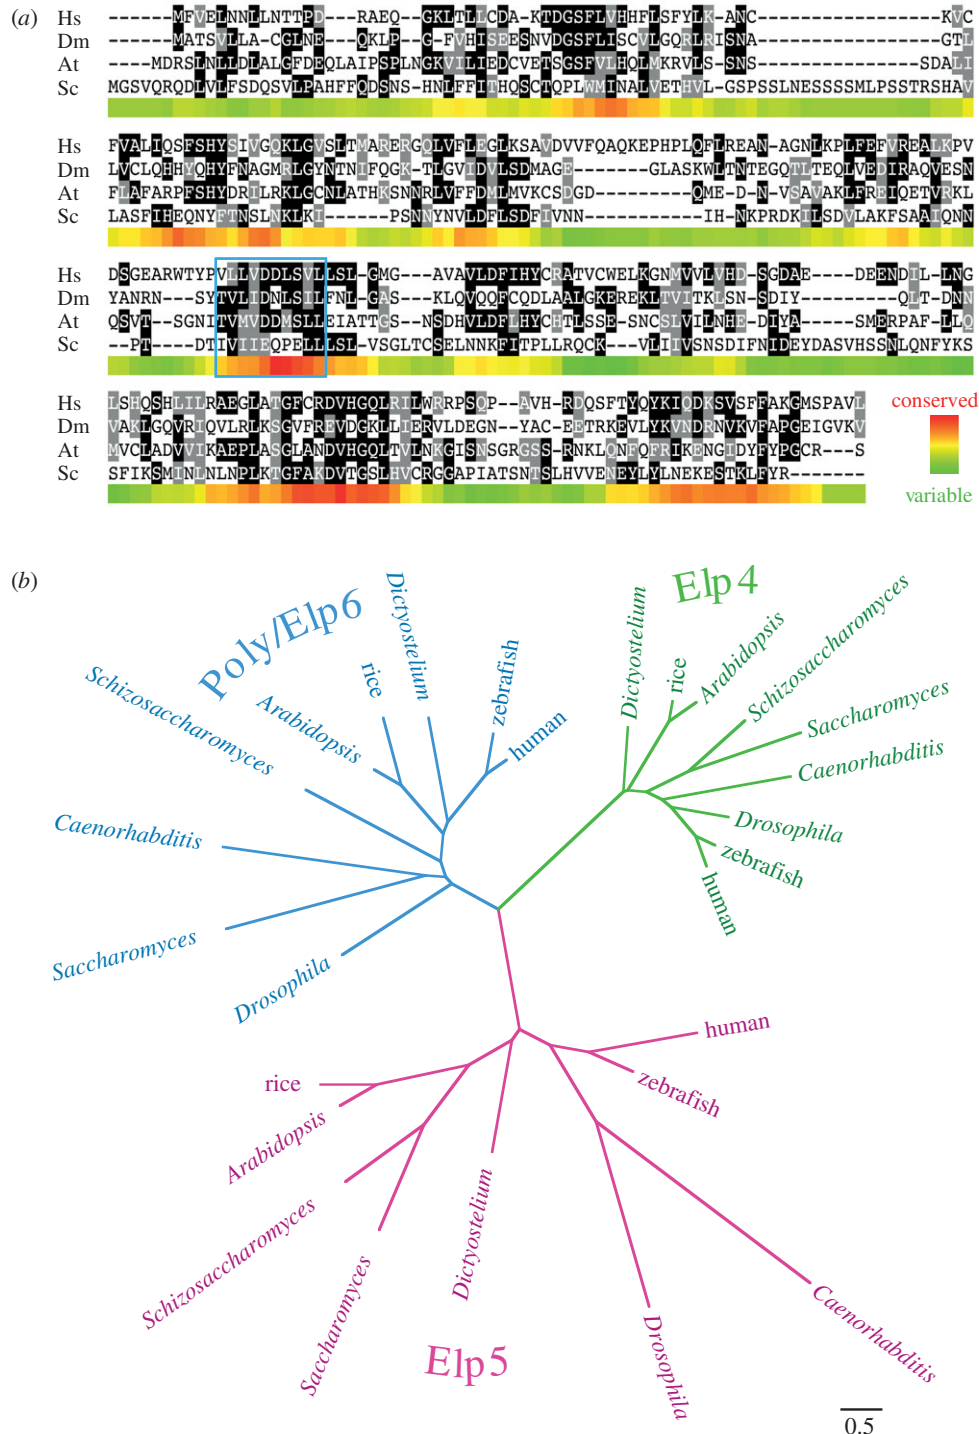 (a) Hs ------MFVELNNLLNTTPD----RAEQ--GKLTLLCDA-KTDGSFLVHHFLSFYLK-ANC-----------------KVC
Dm ------MATSVLLA-CGLNE---QKLP--G-FVHISEESNVDGSFLISCVLGQRLRISNA-----------------GTL
At ----MDRSLNLLDLALGFDEQLAIPSPLNGKVILIEDCVETSGSFVLHQLMKRVLS-SNS---------------SDALI
Sc MGSVQRQDLVLFSDQSVLPAHFFQDSNS-HNLFFITHQSCTQPLWMINALVETHVL-GSPSSLNESSSSMLPSSTRSHAV
Hs FVALIQSFSHYSIVGQKLGVSLTMARERGQLVFLEGLKSAVDVVFQAQKEPHPLQFLREAN-AGNLKPLFEFVREALKPV
Dm LVCLQHHYQHYFNAGMRLGYNTNIFQGK-TLGVIDVLSDMAGE----------GLASKWLTNTEGQTLTEQLVEDIRAQVESN
At FLAFARPFSHYDRILRKLGCNLATHKSNNRLVFFDMLMVKCSDGD---------QME-D-N-VSAVAKLFREIQETVRKL
Sc LASFIHEQNYFTNSLNKLKI------PSNNYNVLDFLSDFIVNN-----------IH-NKPRDKILSDVLAKFSAAIQNN
Hs DSGEARWTYPVLLVDDLSVLLSL-GMG---AVAVLDFIHYCRATVCWELKGNMVVLVHD-SGDAE----DEENDIL-LNG
Dm YANRN---SYTVLIDNLSILFNL-GAS---KLQVQQFCQDLAALGKEREKLTVITKLSN-SDIY---------QLT-DNN
At QSVT---SGNITVMVDDMSLLEIATTGS--NSDHVLDFLHYCHTLSSE-SNCSLVILNHE-DIYA-----SMERPAF-LLQ
Sc --PT----DTIVIIEQPELLLSL-VSGLTCSELNNKFITPLLRQCK---VLIIVSNSDIFNIDEYDASVHSSNLQNFYKS
Hs LSHQSHLILRAEGLATGFCRDVHGQLRILWRRPSQP--AVH-RDQSFTYQYKIQDKSVSFFAKGMSPAVL
Dm VAKLGQVRIQVLRLKSGVFREVDGKLLIERVLDEGN--YAC-EETRKEVLYKVNDRNVKVFAPGEIGVKV
At MVCLADVVIKAEPLASGLANDVHGQLTVLNKGISNSGRGSS-RNKLQNFQFRIKENGIDYFYPGCR---S
Sc SFIKSMINLNLNPLKTGFAKDVTGSLHVCRGGAPIATSNTSLHVVENEYLYLNEKESTKLFYR-------
conserved
variable
(b)
Poly/Elp6
Schizosaccharomyces
Arabidopsis
rice
Dictyostelium
zebrafish
human
Caenorhabditis
Saccharomyces
Drosophila
Elp4
Dictyostelium
rice
Arabidopsis
Schizosaccharomyces
Saccharomyces
Caenorhabditis
Drosophila
zebrafish
human
human
zebrafish
rice
Arabidopsis
Schizosaccharomyces
Saccharomyces
Dictyostelium
Drosophila
Caenorhabditis
Elp5
0.5